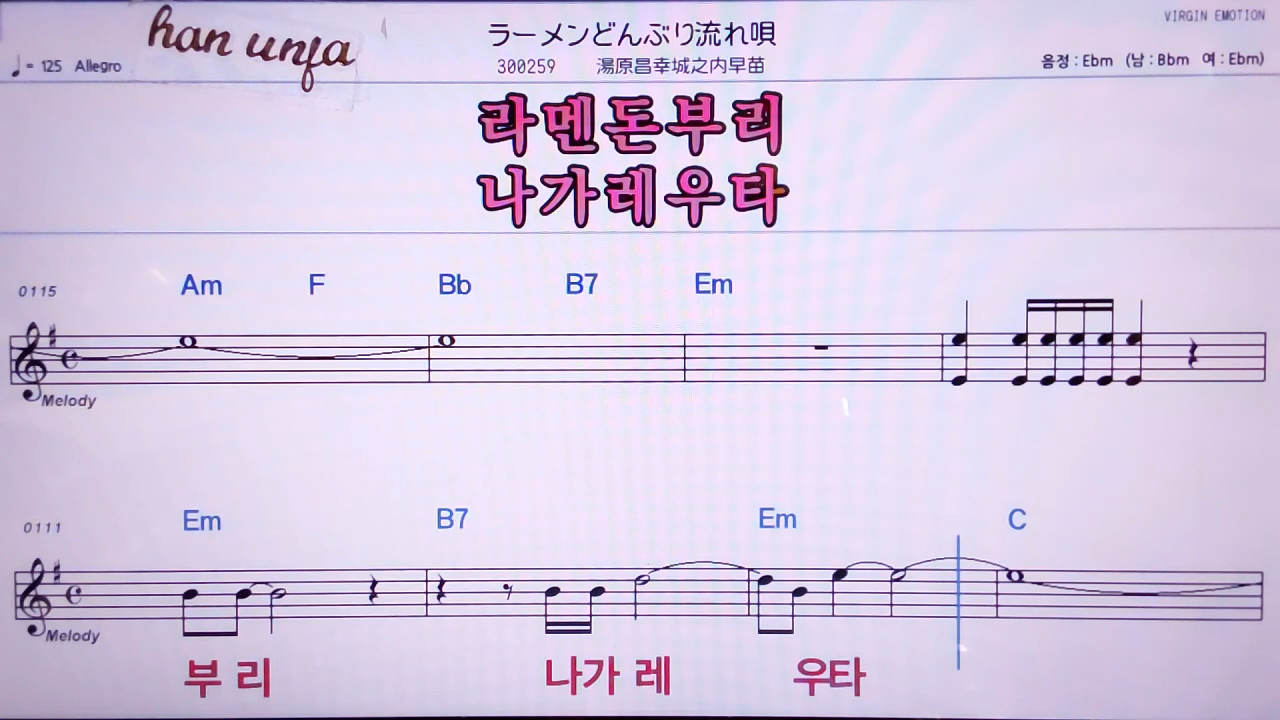 VIRGIN EMOTION
han unfa
ラーメンどんぶり流れ唄
♩= 125 Allegro
300259 湯原昌幸城之内早苗
음정 : Ebm (남 : Bbm 여 : Ebm)
라멘돈부리
나가레우타
Am F Bb B7 Em
0115
Melody
Em B7 Em C
0111
Melody
부 리 나가 레 우타